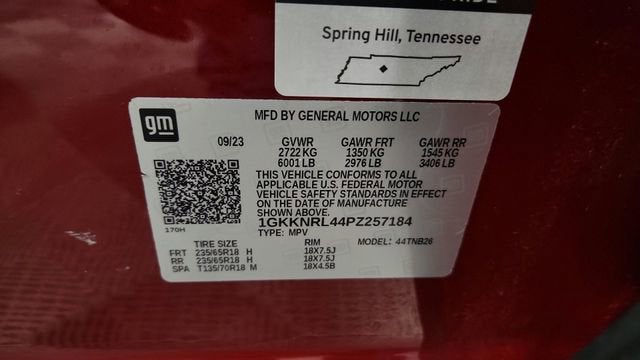 Spring Hill, Tennessee
gm
MFD BY GENERAL MOTORS LLC
09/23 GVWR GAWR FRT GAWR RR
2722 KG 1350 KG 1545 KG
6001 LB 2976 LB 3406 LB
THIS VEHICLE CONFORMS TO ALL
APPLICABLE U.S. FEDERAL MOTOR
VEHICLE SAFETY STANDARDS IN EFFECT
ON THE DATE OF MANUFACTURE
SHOWN ABOVE.
1GKKNRL44PZ257184
170H
TYPE: MPV MODEL: 44TNB26
TIRE SIZE RIM
FRT 235/65R18 H 18X7.5J
RR 235/65R18 H 18X7.5J
SPA T135/70R18 M 18X4.5B